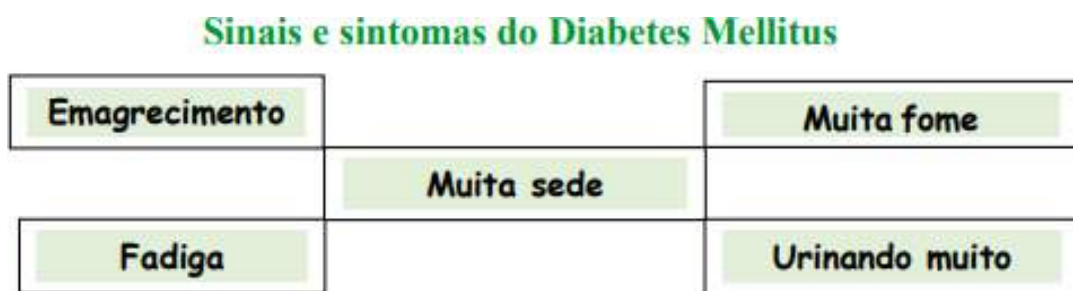 Sinais e sintomas do Diabetes Mellitus
Emagrecimento
Muita fome
Muita sede
Fadiga
Urinando muito